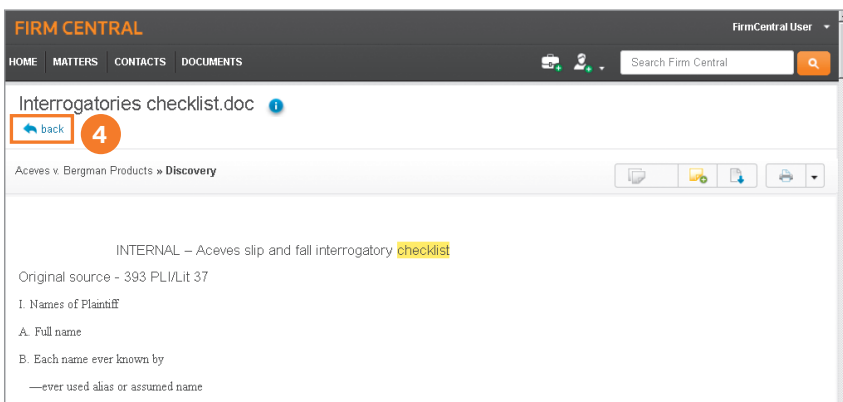 FIRM CENTRAL
FirmCentral User
HOME MATTERS CONTACTS DOCUMENTS
Search Firm Central
Interrogatories checklist.doc
back
4
Aceves v. Bergman Products » Discovery
INTERNAL – Aceves slip and fall interrogatory checklist
Original source - 393 PLI/Lit 37
I. Names of Plaintiff
A. Full name
B. Each name ever known by
—ever used alias or assumed name